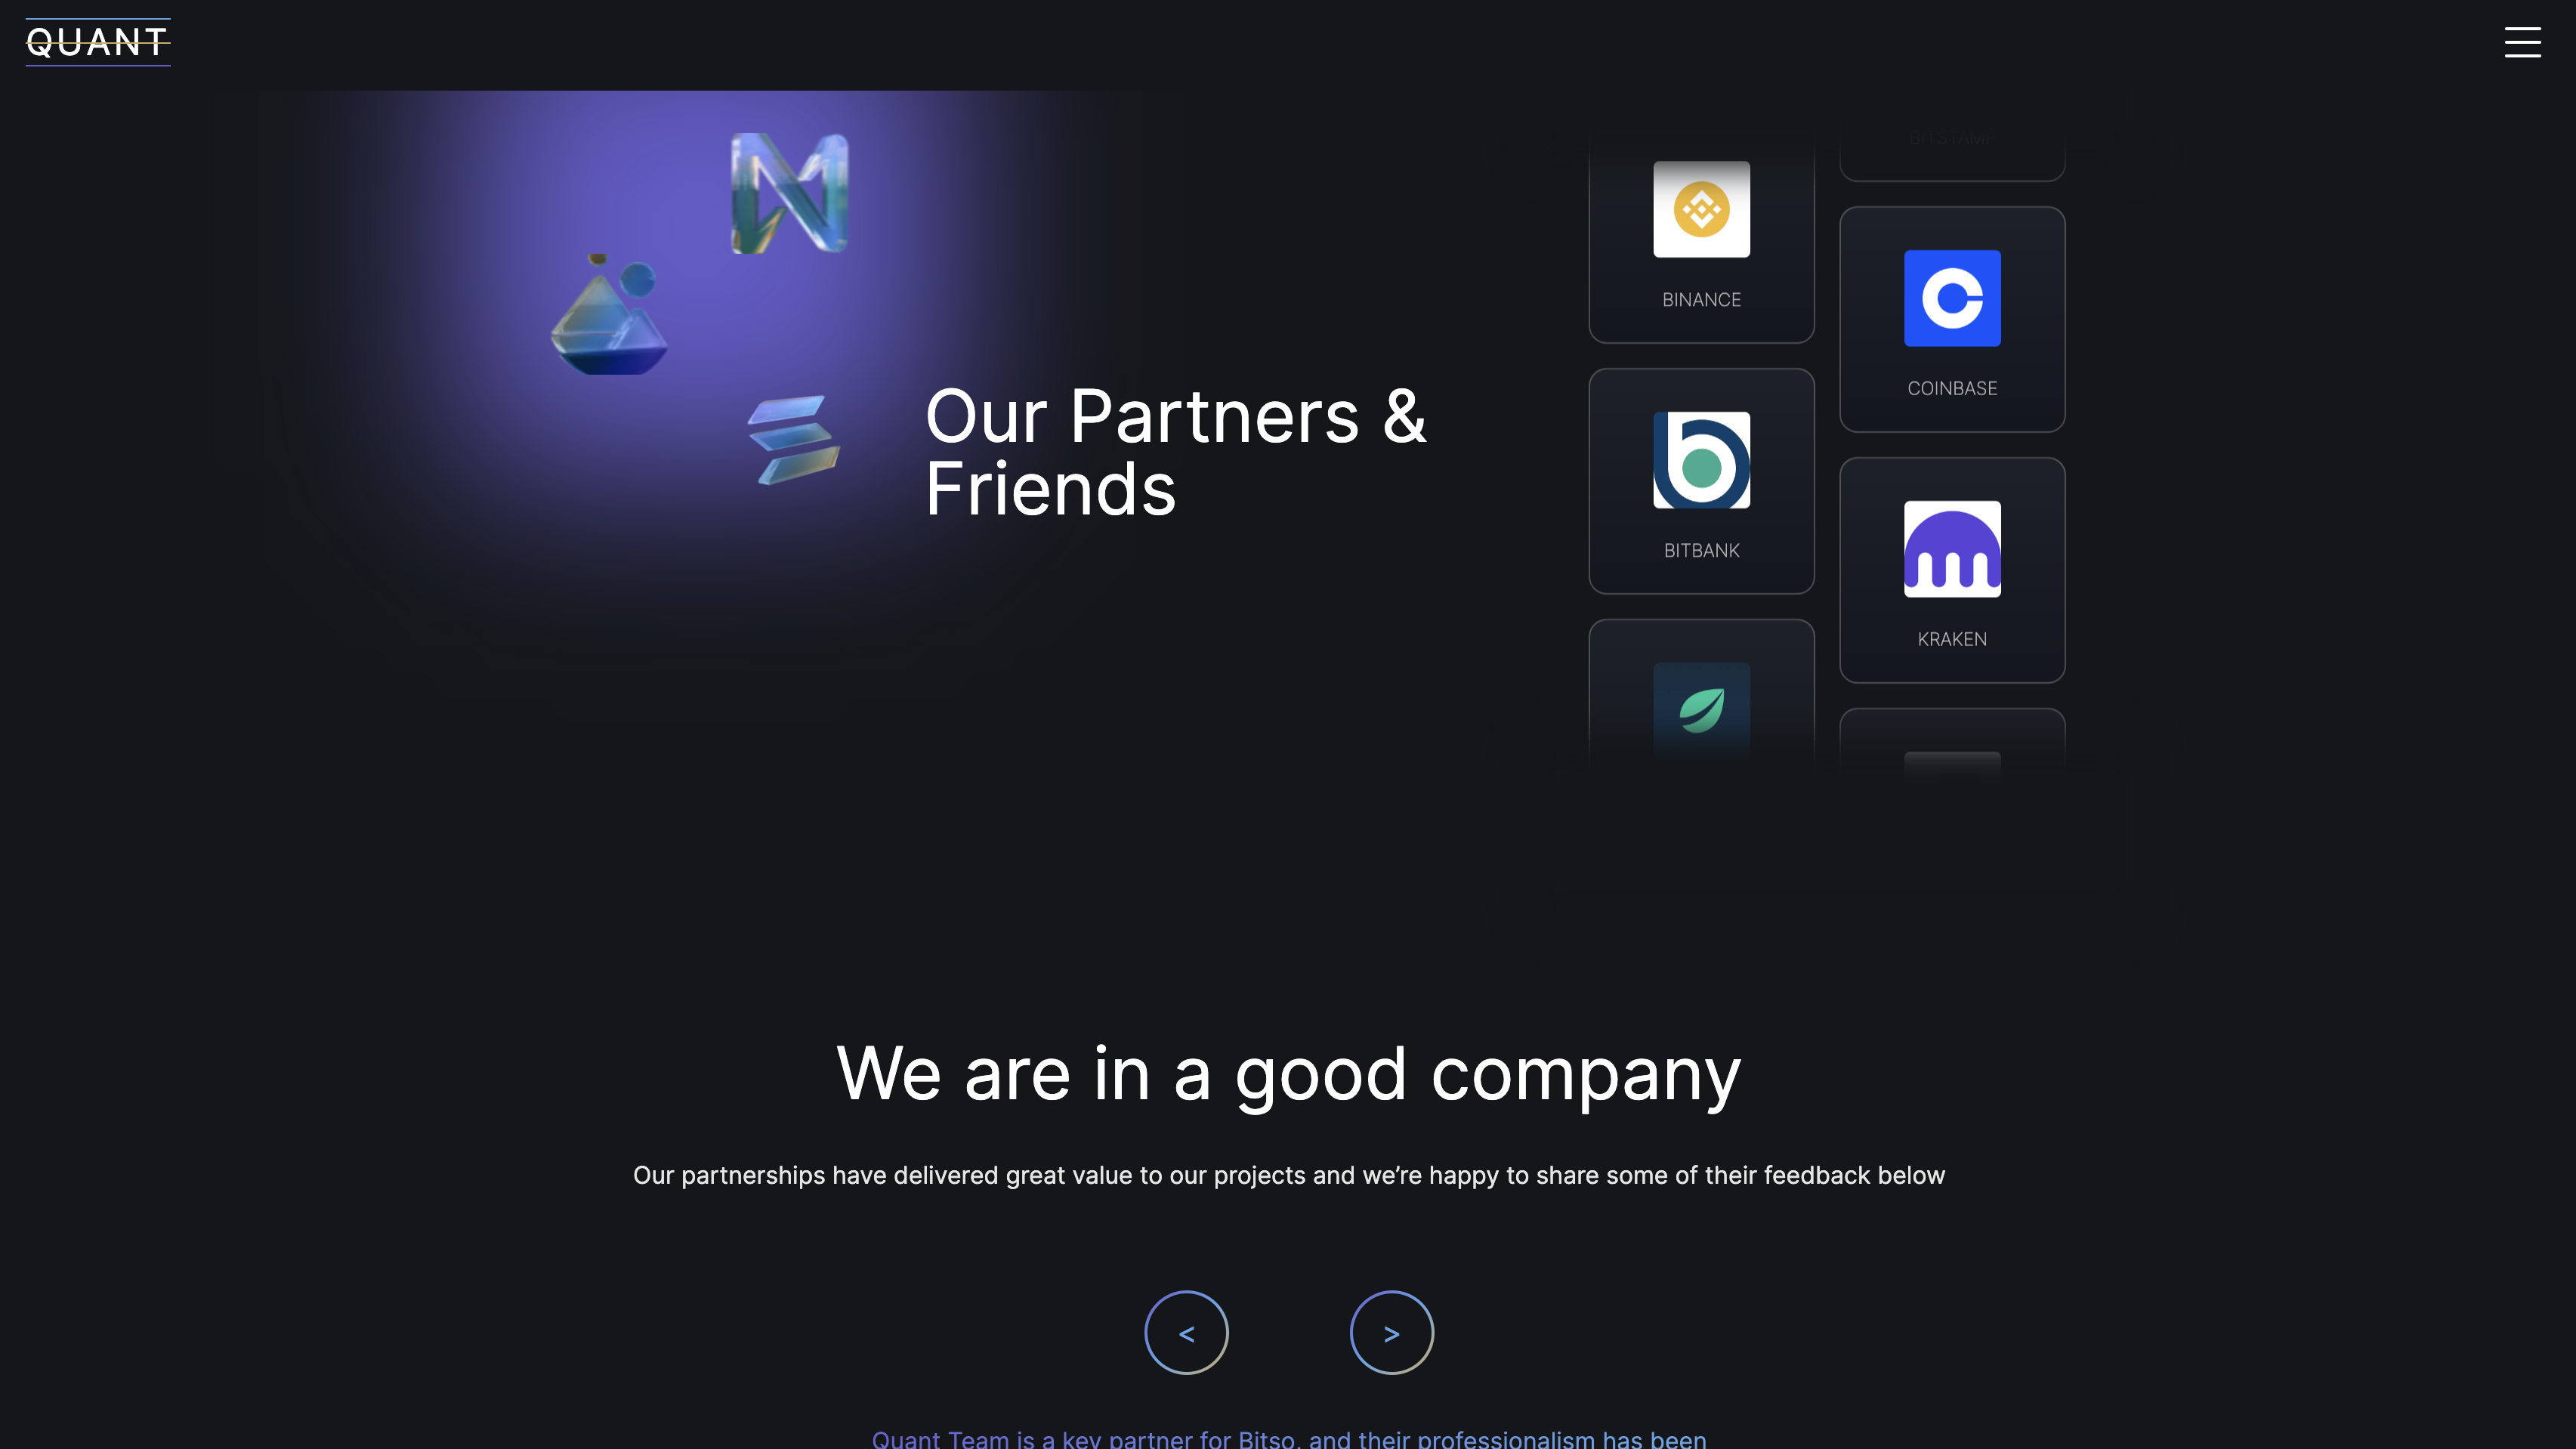 QUANT
Our Partners &
Friends
BITSTAMP
BINANCE
COINBASE
BITBANK
KRAKEN
We are in a good company
Our partnerships have delivered great value to our projects and we’re happy to share some of their feedback below
<
>
Quant Team is a key partner for Bitso, and their professionalism has been